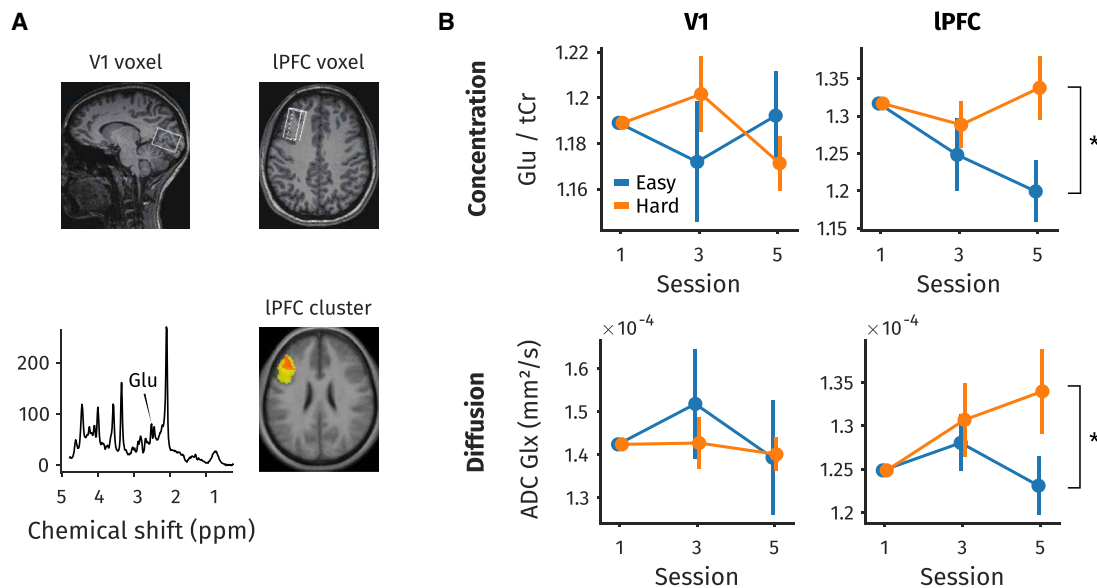 A
V1 voxel
lPFC voxel
lPFC cluster
Glu
200
100
0
5 4 3 2 1
Chemical shift (ppm)
B
V1
lPFC
Concentration
Glu / tCr
1.22
1.2
1.18
1.16
Easy
Hard
1 3 5
Session
1.35
1.3
1.25
1.2
1.15
*
1 3 5
Session
Diffusion
ADC Glx (mm²/s)
×10⁻⁴
1.6
1.5
1.4
1.3
1 3 5
Session
×10⁻⁴
1.35
1.3
1.25
1.2
*
1 3 5
Session